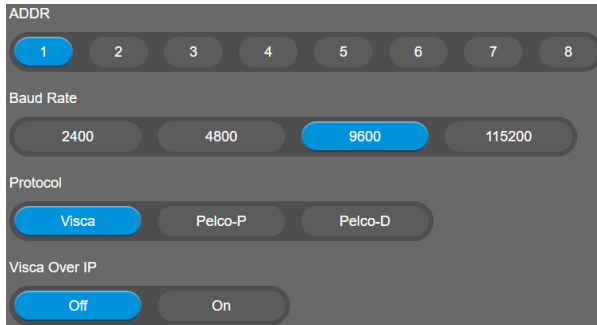 ADDR
1 2 3 4 5 6 7 8
Baud Rate
2400 4800 9600 115200
Protocol
Visca Pelco-P Pelco-D
Visca Over IP
Off On